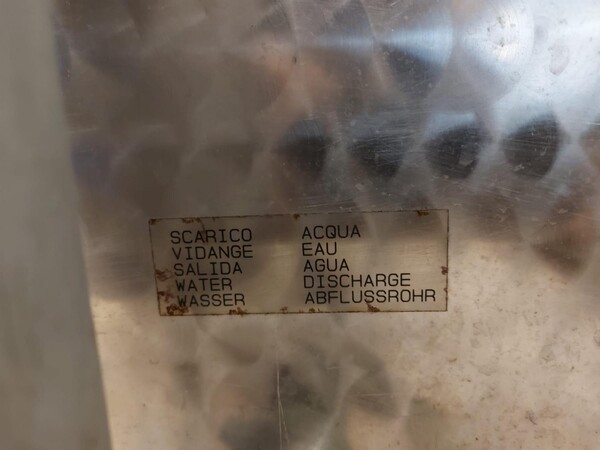 SCARICO ACQUA
VIDANGE EAU
SALIDA AGUA
WATER DISCHARGE
WASSER ABFLUSSROHR